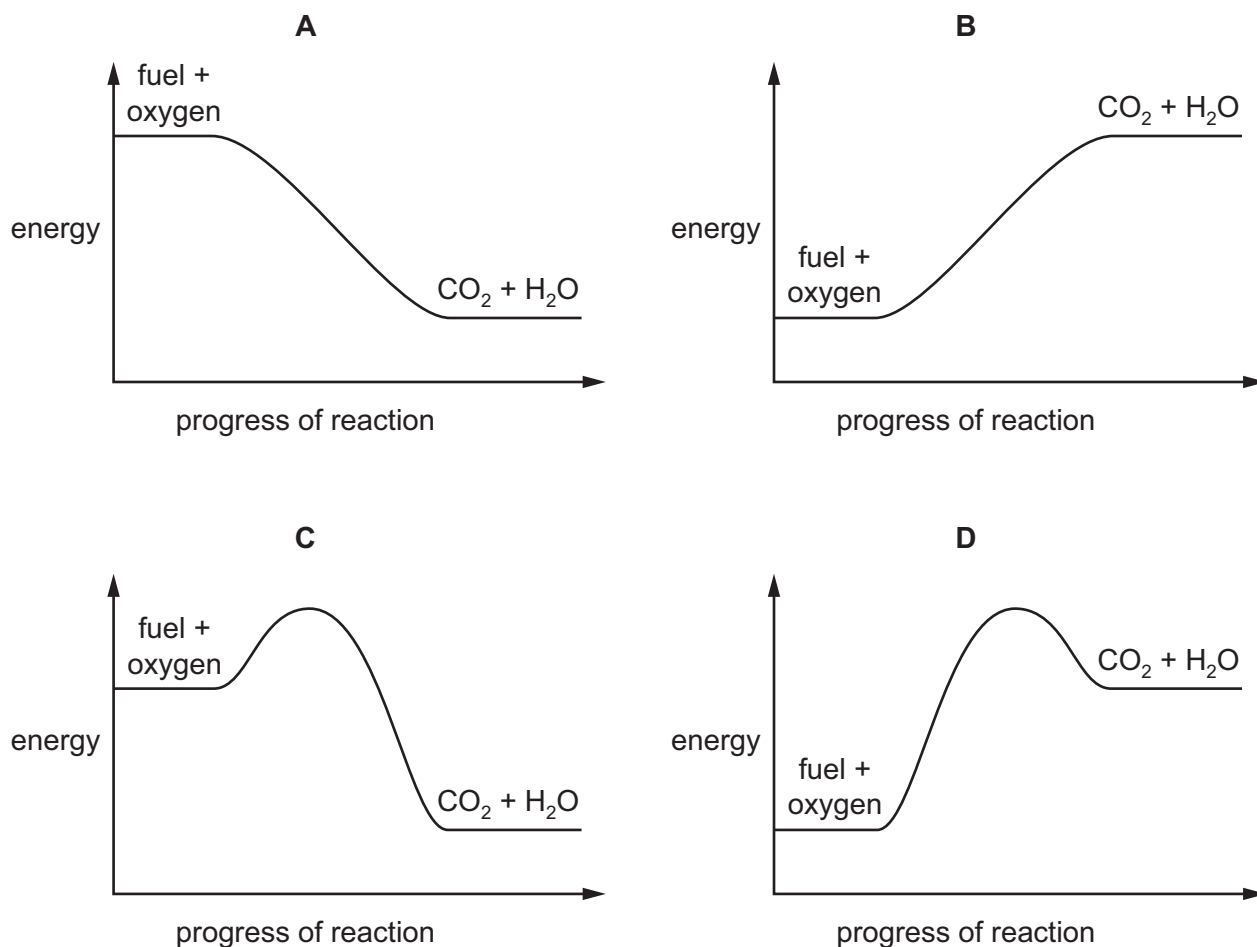 A
fuel +
oxygen
energy
CO₂ + H₂O
progress of reaction
B
CO₂ + H₂O
energy
fuel +
oxygen
progress of reaction
C
fuel +
oxygen
energy
CO₂ + H₂O
progress of reaction
D
CO₂ + H₂O
energy
fuel +
oxygen
progress of reaction